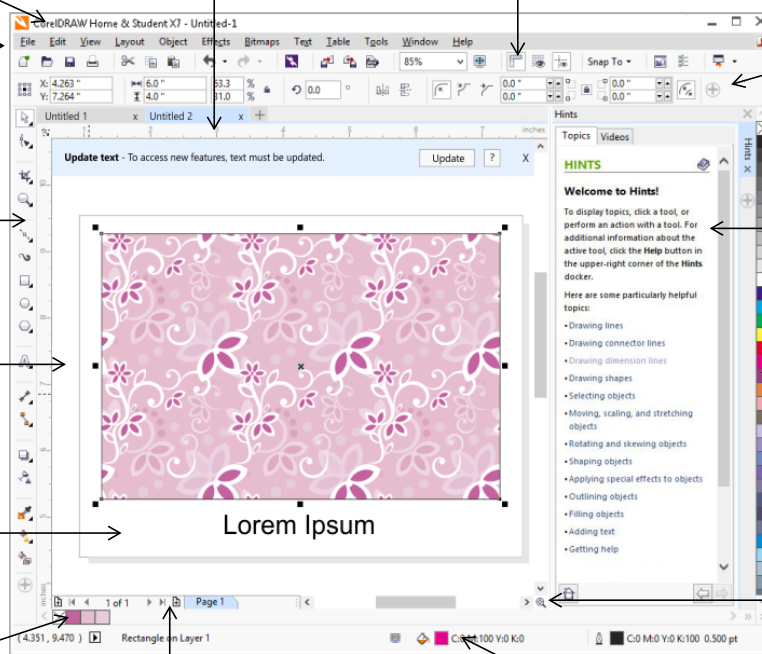 CorelDRAW Home & Student X7 - Untitled-1
File Edit View Layout Object Effects Bitmaps Text Table Tools Window Help
85% Snap To
X: 4.263 " 6.0 " % 0.0 ° 0.0 " 0.0 "
Y: 7.264 " 4.0 " % 0.0 " 0.0 "
Untitled 1 x Untitled 2 x +
inches
Update text - To access new features, text must be updated. Update ? X
Lorem Ipsum
inches
1 of 1 Page 1
( 4.351 , 9.470 ) Rectangle on Layer 1 C:0 M:100 Y:0 K:0 C:0 M:0 Y:0 K:100 0.500 pt
Hints
Topics Videos
Hints
HINTS
Welcome to Hints!
To display topics, click a tool, or
perform an action with a tool. For
additional information about the
active tool, click the Help button in
the upper-right corner of the Hints
docker.
Here are some particularly helpful
topics:
•Drawing lines
•Drawing connector lines
•Drawing dimension lines
•Drawing shapes
•Selecting objects
•Moving, scaling, and stretching
objects
•Rotating and skewing objects
•Shaping objects
•Applying special effects to objects
•Outlining objects
•Filling objects
•Adding text
•Getting help